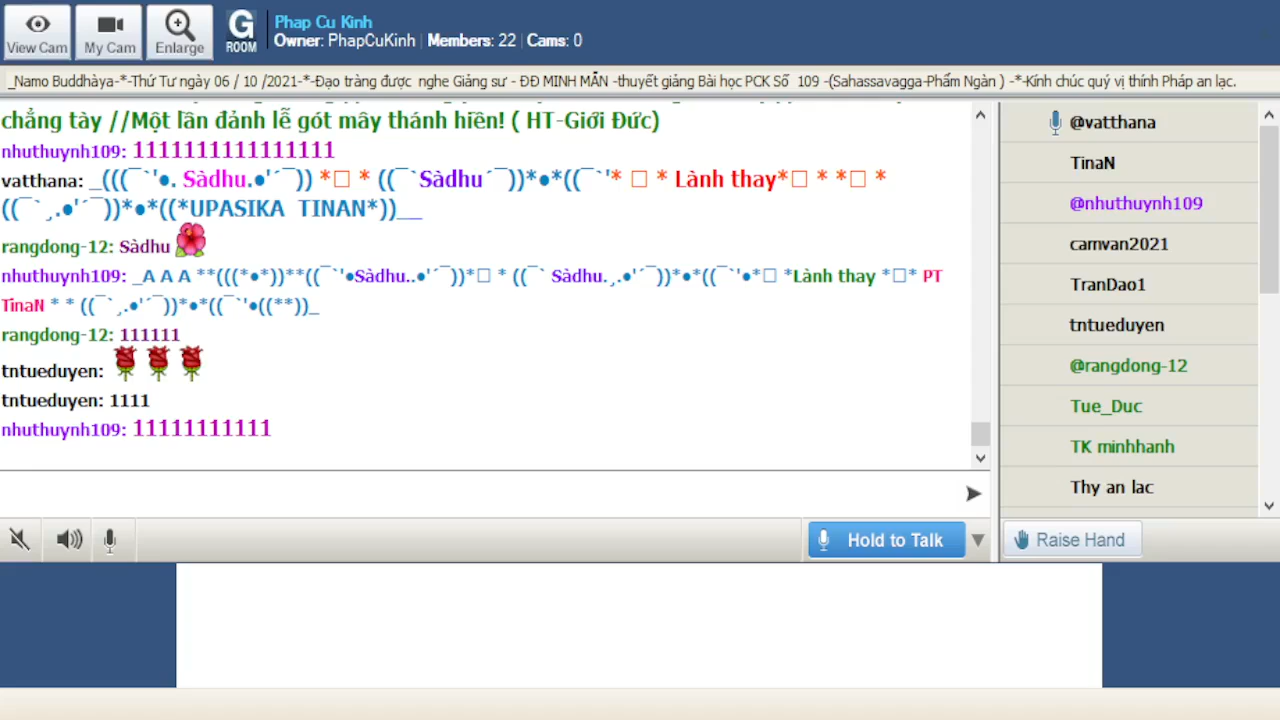 View Cam
My Cam
Enlarge
G
ROOM
Phap Cu Kinh
Owner: PhapCuKinh | Members: 22 | Cams: 0
_Namo Buddhàya-*-Thứ Tư ngày 06 / 10 /2021-*-Đạo tràng được nghe Giảng sư - ĐĐ MINH MẪN -thuyết giảng Bài học PCK Số 109 -(Sahassavagga-Phẩm Ngàn ) -*-Kính chúc quý vị thính Pháp an lạc.
chẳng tày //Một lần đảnh lễ gót mây thánh hiền! ( HT-Giới Đức)
nhuthuynh109: 11111111111111111
vatthana: _(((¯`'•. Sàdhu.•'´¯)) *□ * ((¯`Sàdhu´¯))*•*((¯`'* □ * Lành thay*□ * *□ *
((¯`¸.•'´¯))*•*((*UPASIKA TINAN*))__
rangdong-12: Sàdhu
nhuthuynh109: _A A A **(((*•*))**((¯`'•Sàdhu..•'´¯))*□ * ((¯` Sàdhu.¸.•'´¯))*•*((¯`'•*□ *Lành thay *□* PT
TinaN * * ((¯`¸.•'´¯))*•*((¯`'•((**))_
rangdong-12: 111111
tntueduyen:
tntueduyen: 1111
nhuthuynh109: 11111111111
Hold to Talk
@vatthana
TinaN
@nhuthuynh109
camvan2021
TranDao1
tntueduyen
@rangdong-12
Tue_Duc
TK minhhanh
Thy an lac
Raise Hand